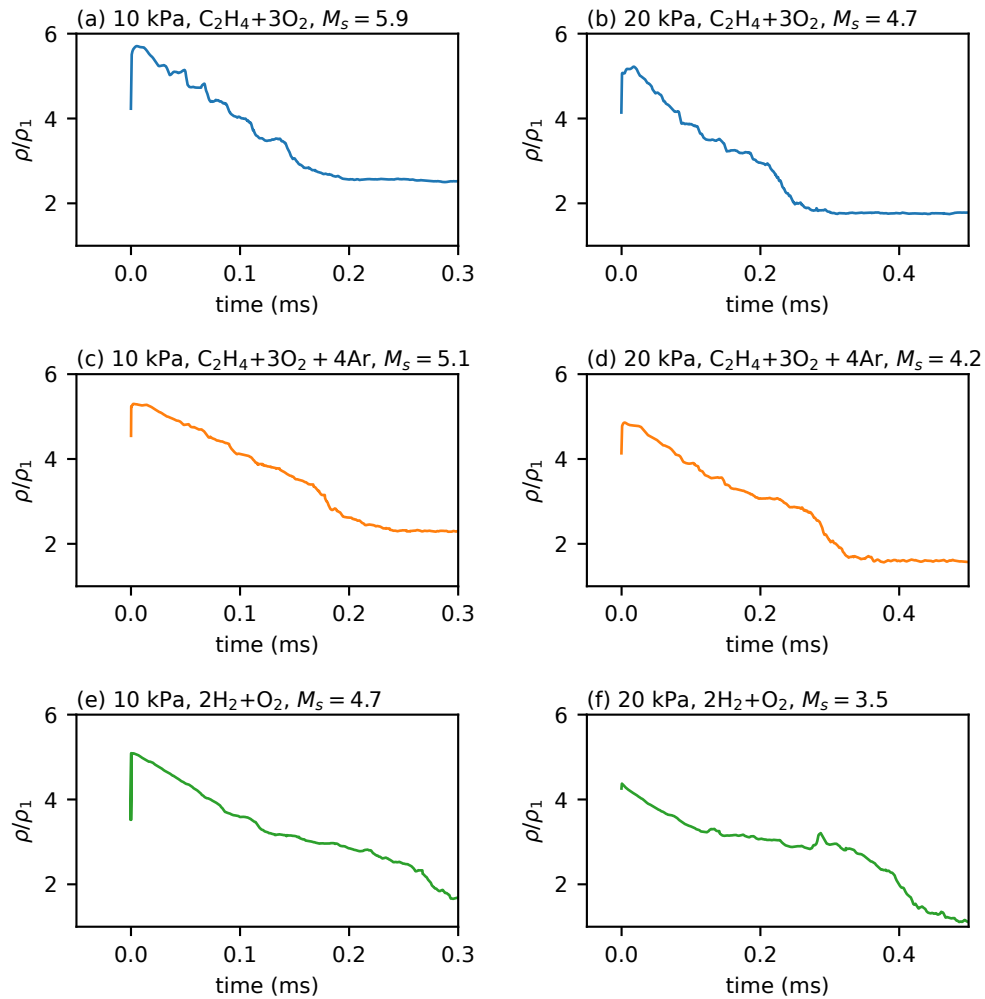 (a) 10 kPa, C₂H₄+3O₂, Mₛ = 5.9
6
4
2
ρ/ρ₁
0.0 0.1 0.2 0.3
time (ms)
(b) 20 kPa, C₂H₄+3O₂, Mₛ = 4.7
6
4
2
ρ/ρ₁
0.0 0.2 0.4
time (ms)
(c) 10 kPa, C₂H₄+3O₂ + 4Ar, Mₛ = 5.1
6
4
2
ρ/ρ₁
0.0 0.1 0.2 0.3
time (ms)
(d) 20 kPa, C₂H₄+3O₂ + 4Ar, Mₛ = 4.2
6
4
2
ρ/ρ₁
0.0 0.2 0.4
time (ms)
(e) 10 kPa, 2H₂+O₂, Mₛ = 4.7
6
4
2
ρ/ρ₁
0.0 0.1 0.2 0.3
time (ms)
(f) 20 kPa, 2H₂+O₂, Mₛ = 3.5
6
4
2
ρ/ρ₁
0.0 0.2 0.4
time (ms)